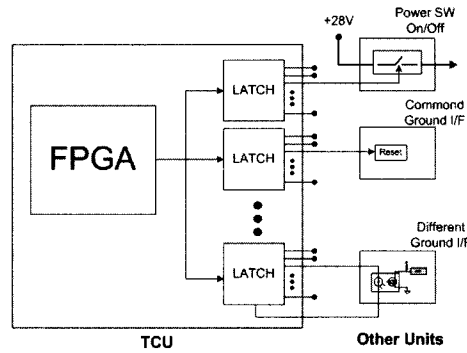 Power SW
On/Off
+28V
LATCH
FPGA
Commond
Ground I/F
LATCH
Reset
Different
Ground I/F
LATCH
TCU
Other Units